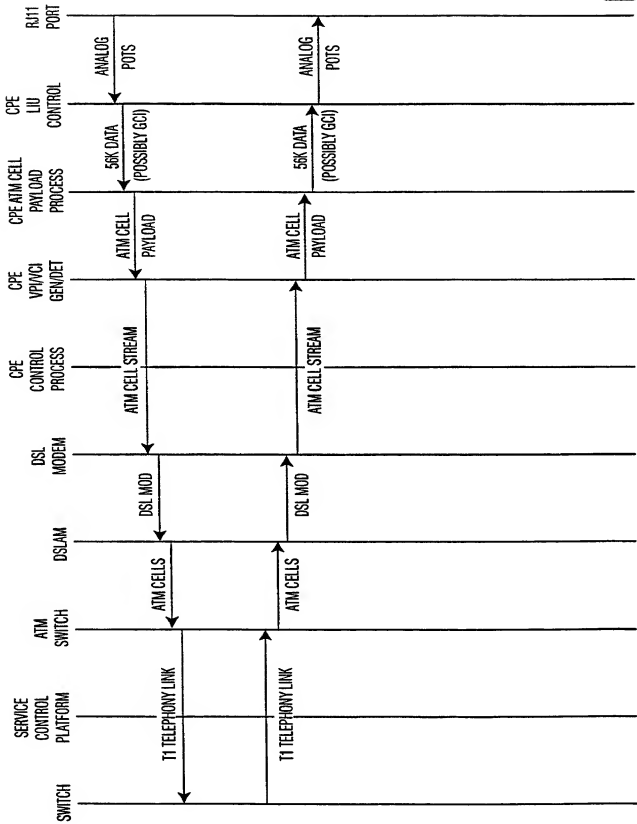 SWITCH
SERVICE
CONTROL
PLATFORM
ATM
SWITCH
DSLAM
DSL
MODEM
CPE
CONTROL
PROCESS
CPE
VPI/VCI
GEN/DET
CPE ATM CELL
PAYLOAD
PROCESS
CPE
LIU
CONTROL
RJ11
PORT
ANALOG
POTS
56K DATA
(POSSIBLY GCI)
ATM CELL
PAYLOAD
ATM CELL STREAM
DSL MOD
ATM CELLS
T1 TELEPHONY LINK
T1 TELEPHONY LINK
ATM CELLS
DSL MOD
ATM CELL STREAM
ATM CELL
PAYLOAD
56K DATA
(POSSIBLY GCI)
ANALOG
POTS